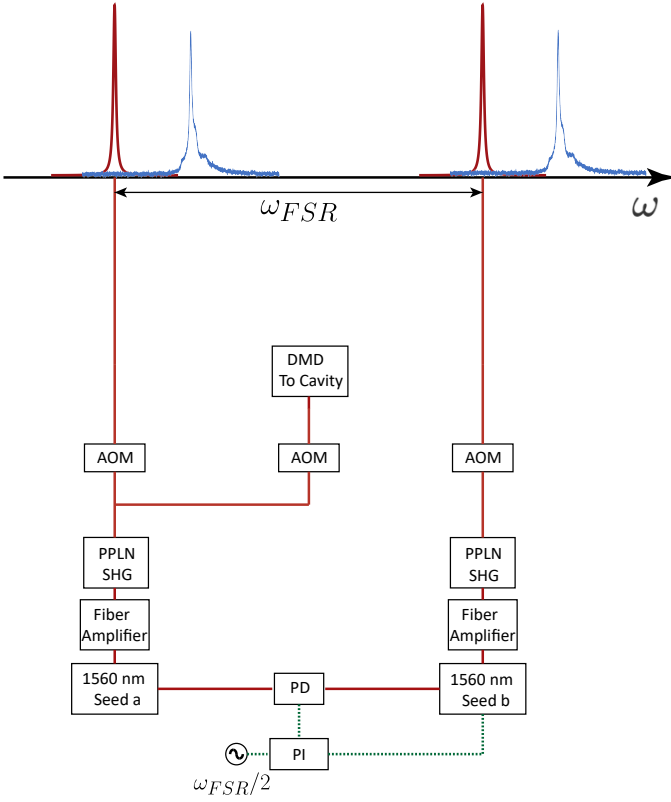 ω_FSR
ω
DMD
To Cavity
AOM
AOM
AOM
PPLN
SHG
PPLN
SHG
Fiber
Amplifier
Fiber
Amplifier
1560 nm
Seed a
PD
1560 nm
Seed b
PI
ω_FSR/2